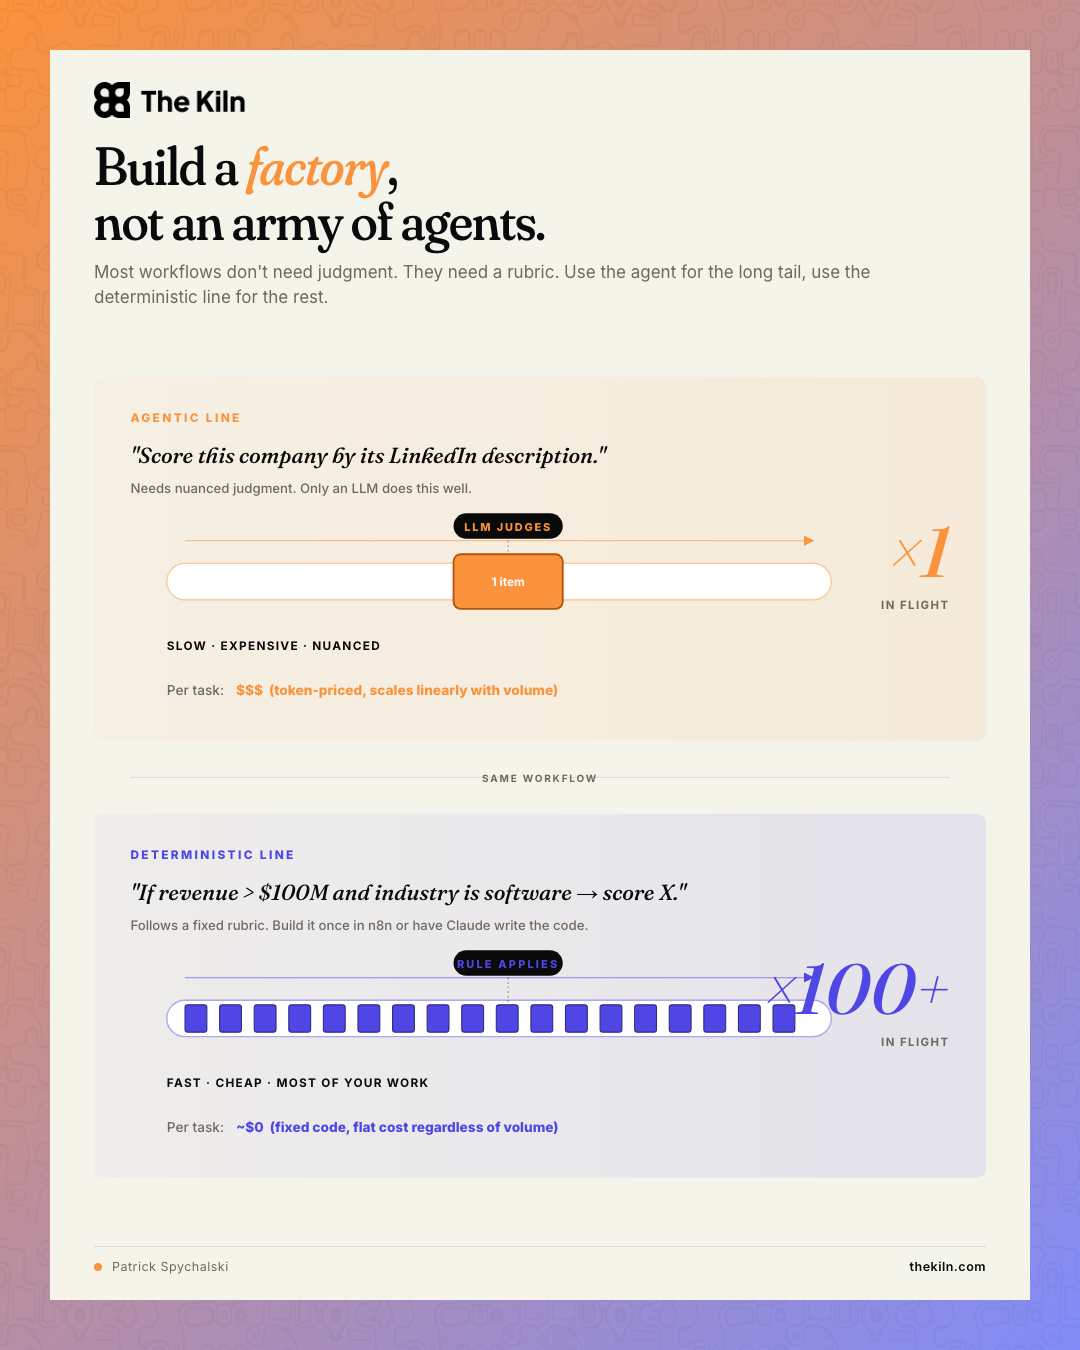 The Kiln
Build a factory,
not an army of agents.
Most workflows don't need judgment. They need a rubric. Use the agent for the long tail, use the
deterministic line for the rest.
AGENTIC LINE
"Score this company by its LinkedIn description."
Needs nuanced judgment. Only an LLM does this well.
LLM JUDGES
1 item
×1
IN FLIGHT
SLOW · EXPENSIVE · NUANCED
Per task: $$$ (token-priced, scales linearly with volume)
SAME WORKFLOW
DETERMINISTIC LINE
"If revenue > $100M and industry is software → score X."
Follows a fixed rubric. Build it once in n8n or have Claude write the code.
RULE APPLIES
×100+
IN FLIGHT
FAST · CHEAP · MOST OF YOUR WORK
Per task: ~$0 (fixed code, flat cost regardless of volume)
Patrick Spychalski
thekiln.com